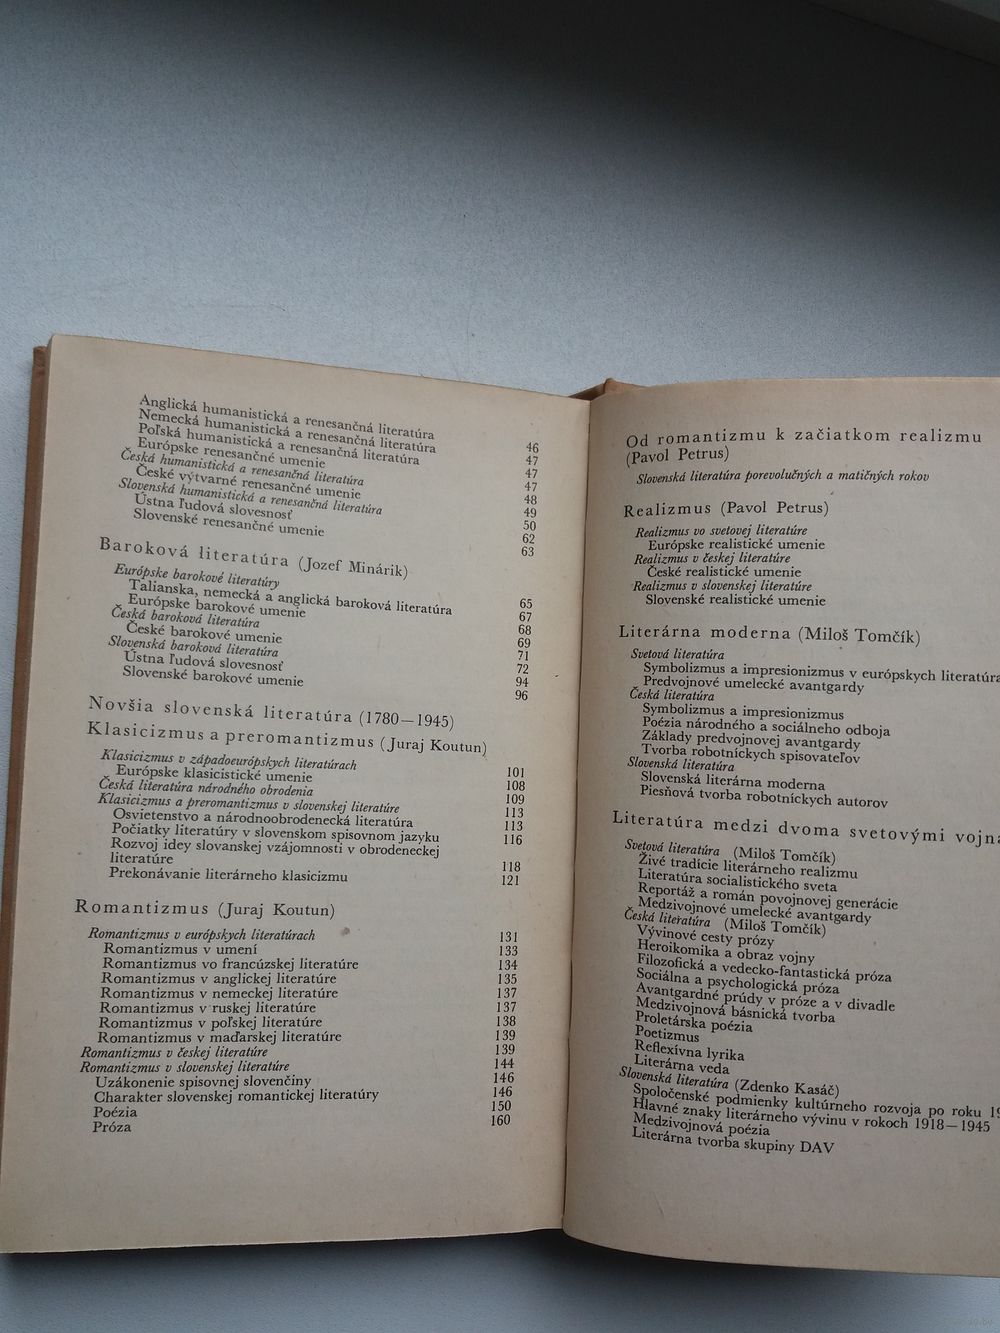 Anglická humanistická a renesančná literatúra 46
Nemecká humanistická a renesančná literatúra 47
Poľská humanistická a renesančná literatúra 47
Európske renesančné umenie 47
Česká humanistická a renesančná literatúra 48
České výtvarné renesančné umenie 49
Slovenská humanistická a renesančná literatúra 50
Ústna ľudová slovesnosť 62
Slovenské renesančné umenie 63
Baroková literatúra (Jozef Minárik)
Európske barokové literatúry 65
Talianska, nemecká a anglická baroková literatúra 67
Európske barokové umenie 68
Česká baroková literatúra 69
České barokové umenie 71
Slovenská baroková literatúra 72
Ústna ľudová slovesnosť 94
Slovenské barokové umenie 96
Novšia slovenská literatúra (1780—1945)
Klasicizmus a preromantizmus (Juraj Koutun)
Klasicizmus v západoeurópskych literatúrach 101
Európske klasicistické umenie 108
Česká literatúra národného obrodenia 109
Klasicizmus a preromantizmus v slovenskej literatúre 113
Osvietenstvo a národnoobrodenecká literatúra 113
Počiatky literatúry v slovenskom spisovnom jazyku 116
Rozvoj idey slovanskej vzájomnosti v obrodeneckej
literatúre 118
Prekonávanie literárneho klasicizmu 121
Romantizmus (Juraj Koutun)
Romantizmus v európskych literatúrach 131
Romantizmus v umení 133
Romantizmus vo francúzskej literatúre 134
Romantizmus v anglickej literatúre 135
Romantizmus v nemeckej literatúre 137
Romantizmus v ruskej literatúre 137
Romantizmus v poľskej literatúre 138
Romantizmus v maďarskej literatúre 139
Romantizmus v českej literatúre 139
Romantizmus v slovenskej literatúre 144
Uzákonenie spisovnej slovenčiny 146
Charakter slovenskej romantickej literatúry 146
Poézia 150
Próza 160
Od romantizmu k začiatkom realizmu
(Pavol Petrus)
Slovenská literatúra porevolučných a matičných rokov
Realizmus (Pavol Petrus)
Realizmus vo svetovej literatúre
Európske realistické umenie
Realizmus v českej literatúre
České realistické umenie
Realizmus v slovenskej literatúre
Slovenské realistické umenie
Literárna moderna (Miloš Tomčík)
Svetová literatúra
Symbolizmus a impresionizmus v európskych literatúra
Predvojnové umelecké avantgardy
Česká literatúra
Symbolizmus a impresionizmus
Poézia národného a sociálneho odboja
Základy predvojnovej avantgardy
Tvorba robotníckych spisovateľov
Slovenská literatúra
Slovenská literárna moderna
Piesňová tvorba robotníckych autorov
Literatúra medzi dvoma svetovými vojna
Svetová literatúra (Miloš Tomčík)
Živé tradície literárneho realizmu
Literatúra socialistického sveta
Reportáž a román povojnovej generácie
Medzivojnové umelecké avantgardy
Česká literatúra (Miloš Tomčík)
Vývinové cesty prózy
Heroikomika a obraz vojny
Filozofická a vedecko-fantastická próza
Sociálna a psychologická próza
Avantgardné prúdy v próze a v divadle
Medzivojnová básnická tvorba
Proletárska poézia
Poetizmus
Reflexívna lyrika
Literárna veda
Slovenská literatúra (Zdenko Kasáč)
Spoločenské podmienky kultúrneho rozvoja po roku 19
Hlavné znaky literárneho vývinu v rokoch 1918—1945
Medzivojnová poézia
Literárna tvorba skupiny DAV